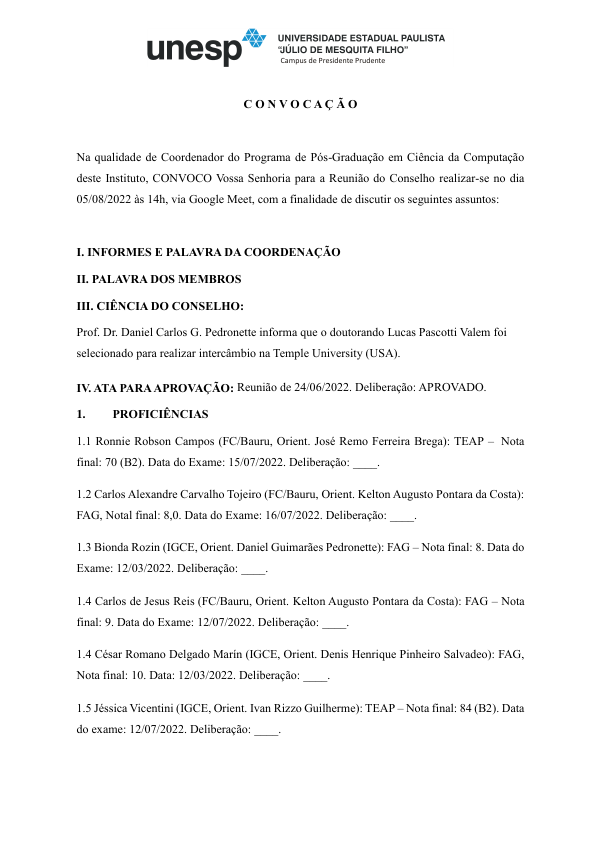 unesp
UNIVERSIDADE ESTADUAL PAULISTA
“JÚLIO DE MESQUITA FILHO”
Campus de Presidente Prudente
C O N V O C A Ç Ã O
Na qualidade de Coordenador do Programa de Pós-Graduação em Ciência da Computação
deste Instituto, CONVOCO Vossa Senhoria para a Reunião do Conselho realizar-se no dia
05/08/2022 às 14h, via Google Meet, com a finalidade de discutir os seguintes assuntos:
I. INFORMES E PALAVRA DA COORDENAÇÃO
II. PALAVRA DOS MEMBROS
III. CIÊNCIA DO CONSELHO:
Prof. Dr. Daniel Carlos G. Pedronette informa que o doutorando Lucas Pascotti Valem foi
selecionado para realizar intercâmbio na Temple University (USA).
IV. ATA PARA APROVAÇÃO: Reunião de 24/06/2022. Deliberação: APROVADO.
1. PROFICIÊNCIAS
1.1 Ronnie Robson Campos (FC/Bauru, Orient. José Remo Ferreira Brega): TEAP – Nota
final: 70 (B2). Data do Exame: 15/07/2022. Deliberação: ____.
1.2 Carlos Alexandre Carvalho Tojeiro (FC/Bauru, Orient. Kelton Augusto Pontara da Costa):
FAG, Notal final: 8,0. Data do Exame: 16/07/2022. Deliberação: ____.
1.3 Bionda Rozin (IGCE, Orient. Daniel Guimarães Pedronette): FAG – Nota final: 8. Data do
Exame: 12/03/2022. Deliberação: ____.
1.4 Carlos de Jesus Reis (FC/Bauru, Orient. Kelton Augusto Pontara da Costa): FAG – Nota
final: 9. Data do Exame: 12/07/2022. Deliberação: ____.
1.4 César Romano Delgado Marín (IGCE, Orient. Denis Henrique Pinheiro Salvadeo): FAG,
Nota final: 10. Data: 12/03/2022. Deliberação: ____.
1.5 Jéssica Vicentini (IGCE, Orient. Ivan Rizzo Guilherme): TEAP – Nota final: 84 (B2). Data
do exame: 12/07/2022. Deliberação: ____.